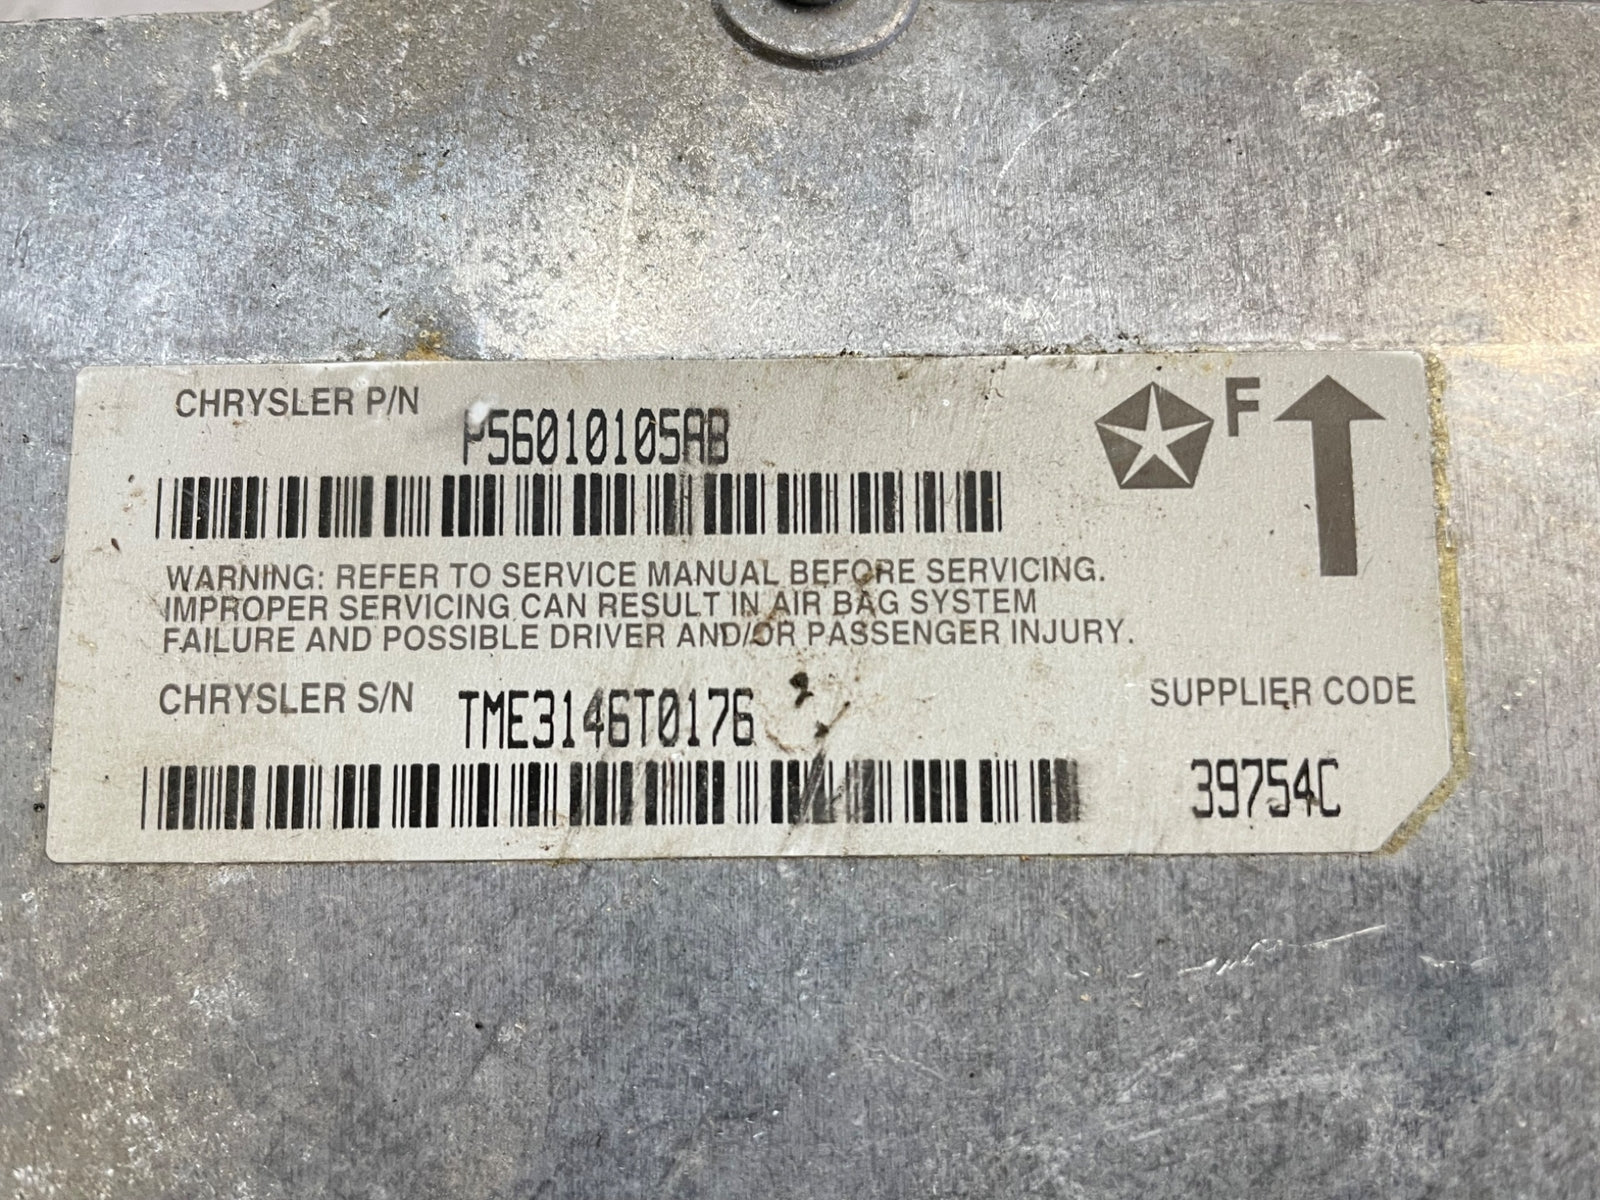 CHRYSLER P/N
P56010105AB
F
WARNING: REFER TO SERVICE MANUAL BEFORE SERVICING.
IMPROPER SERVICING CAN RESULT IN AIR BAG SYSTEM
FAILURE AND POSSIBLE DRIVER AND/OR PASSENGER INJURY.
CHRYSLER S/N TME3146T0176
SUPPLIER CODE
39754C